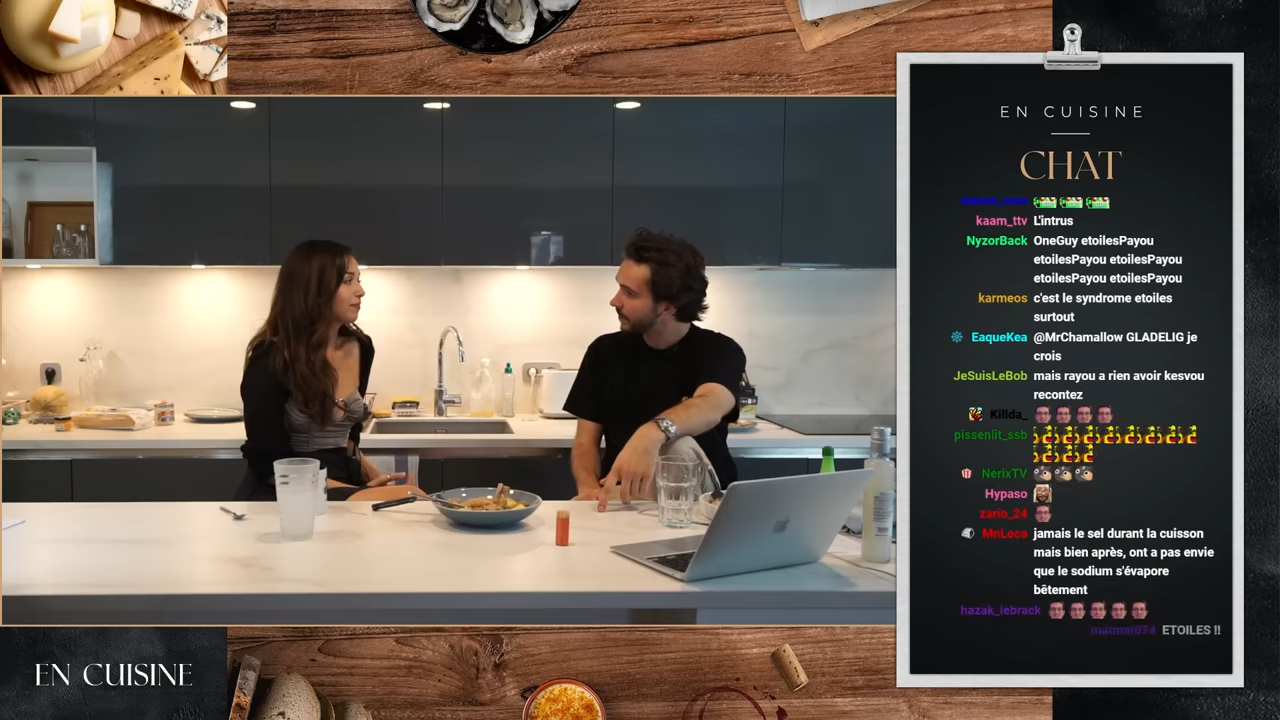 EN CUISINE
CHAT
kaam_ttv L'intrus
NyzorBack OneGuy etoilesPayou
etoilesPayou etoilesPayou
etoilesPayou etoilesPayou
karmeos c'est le syndrome etoiles
surtout
EaqueKea @MrChamallow GLADELIG je
crois
JeSuisLeBob mais rayou a rien avoir kesvou
recontez
Killda_
pissenlit_ssb
NerixTV
Hypaso
zario_24
MnLoca jamais le sel durant la cuisson
mais bien après, ont a pas envie
que le sodium s'évapore
bêtement
hazak_lebrack
ETOILES !!
EN CUISINE